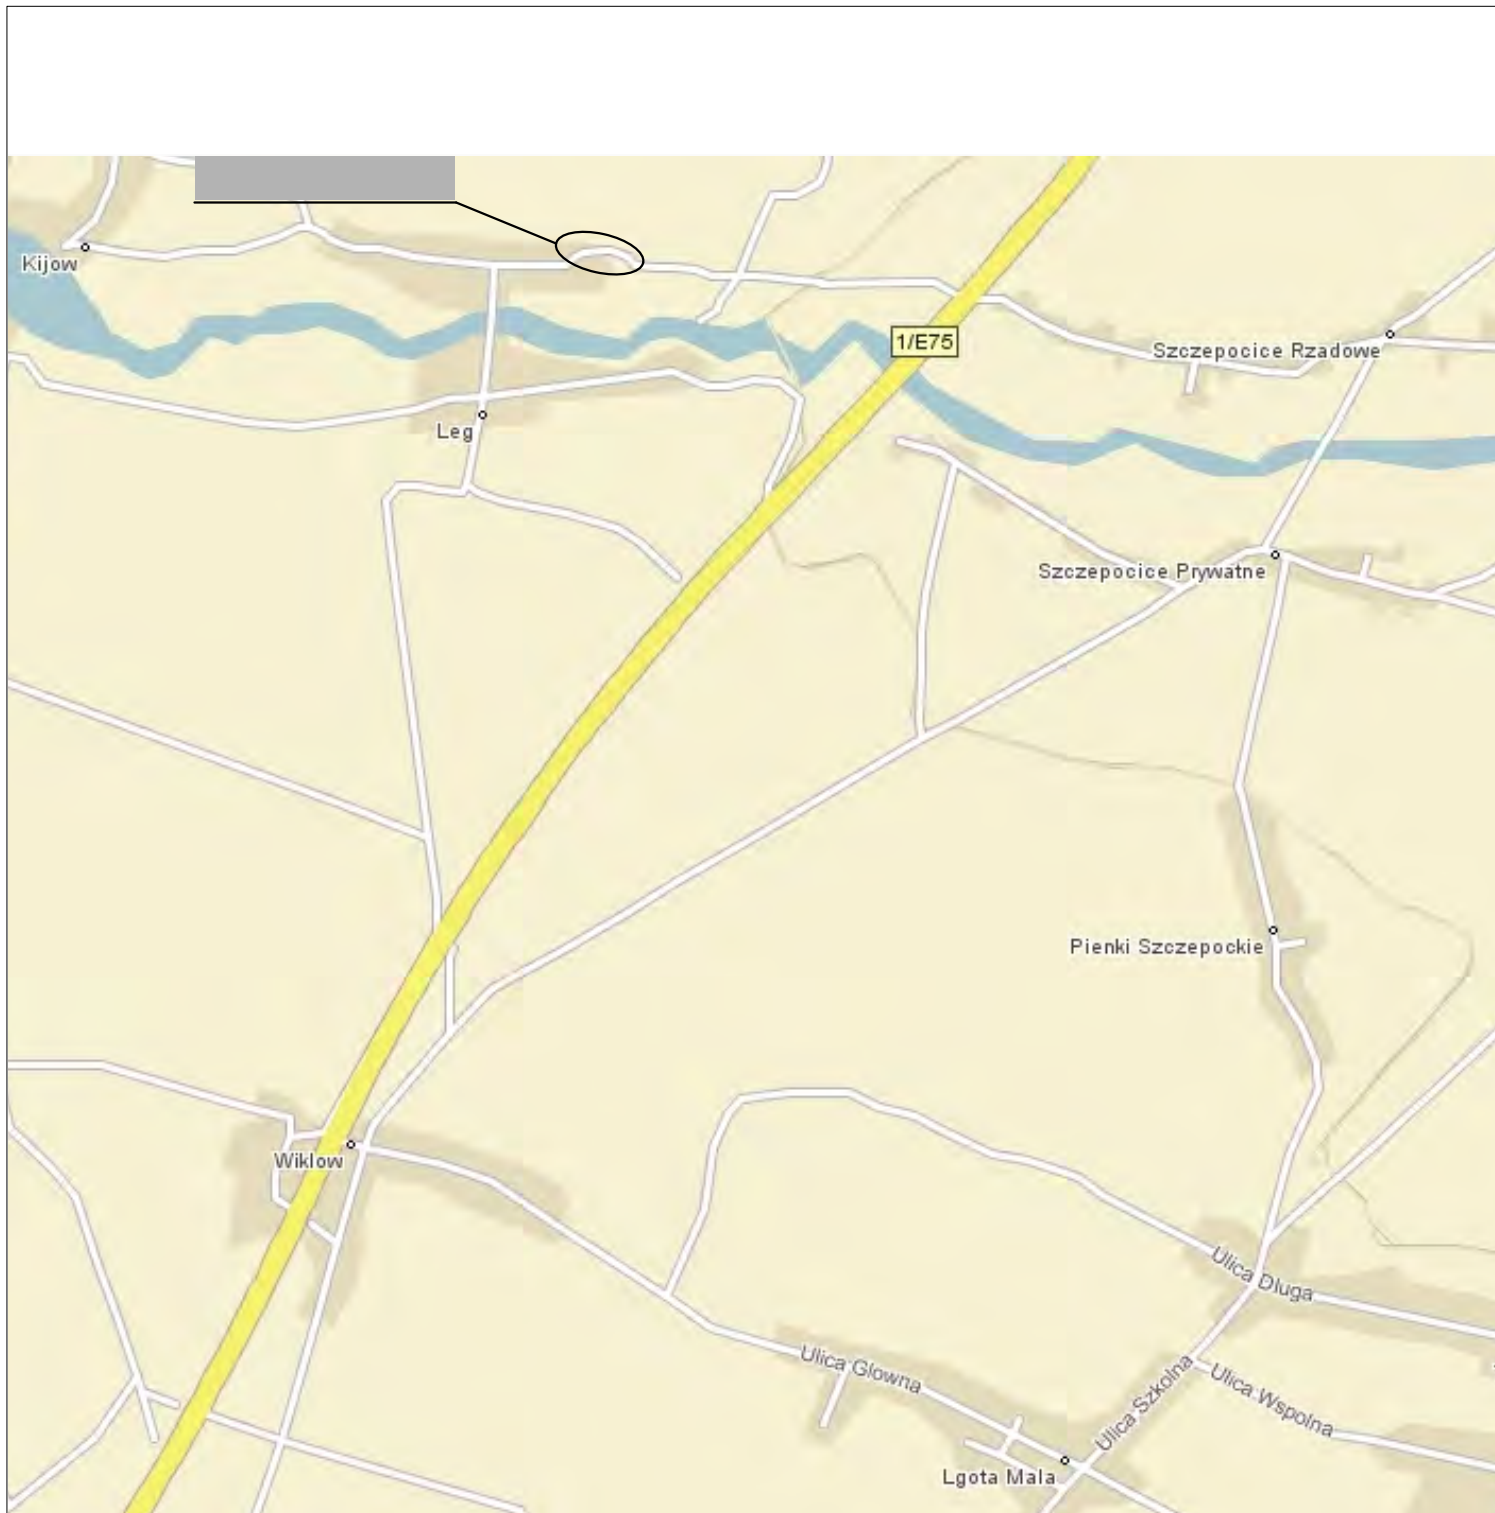 Kijow
1/E75
Szczepocice Rzadowe
Leg
Szczepocice Prywatne
Pienki Szczepockie
Wiklow
Ulica Dluga
Ulica Glowna
Ulica Szkolna
Ulica Wspolna
Lgota Mala